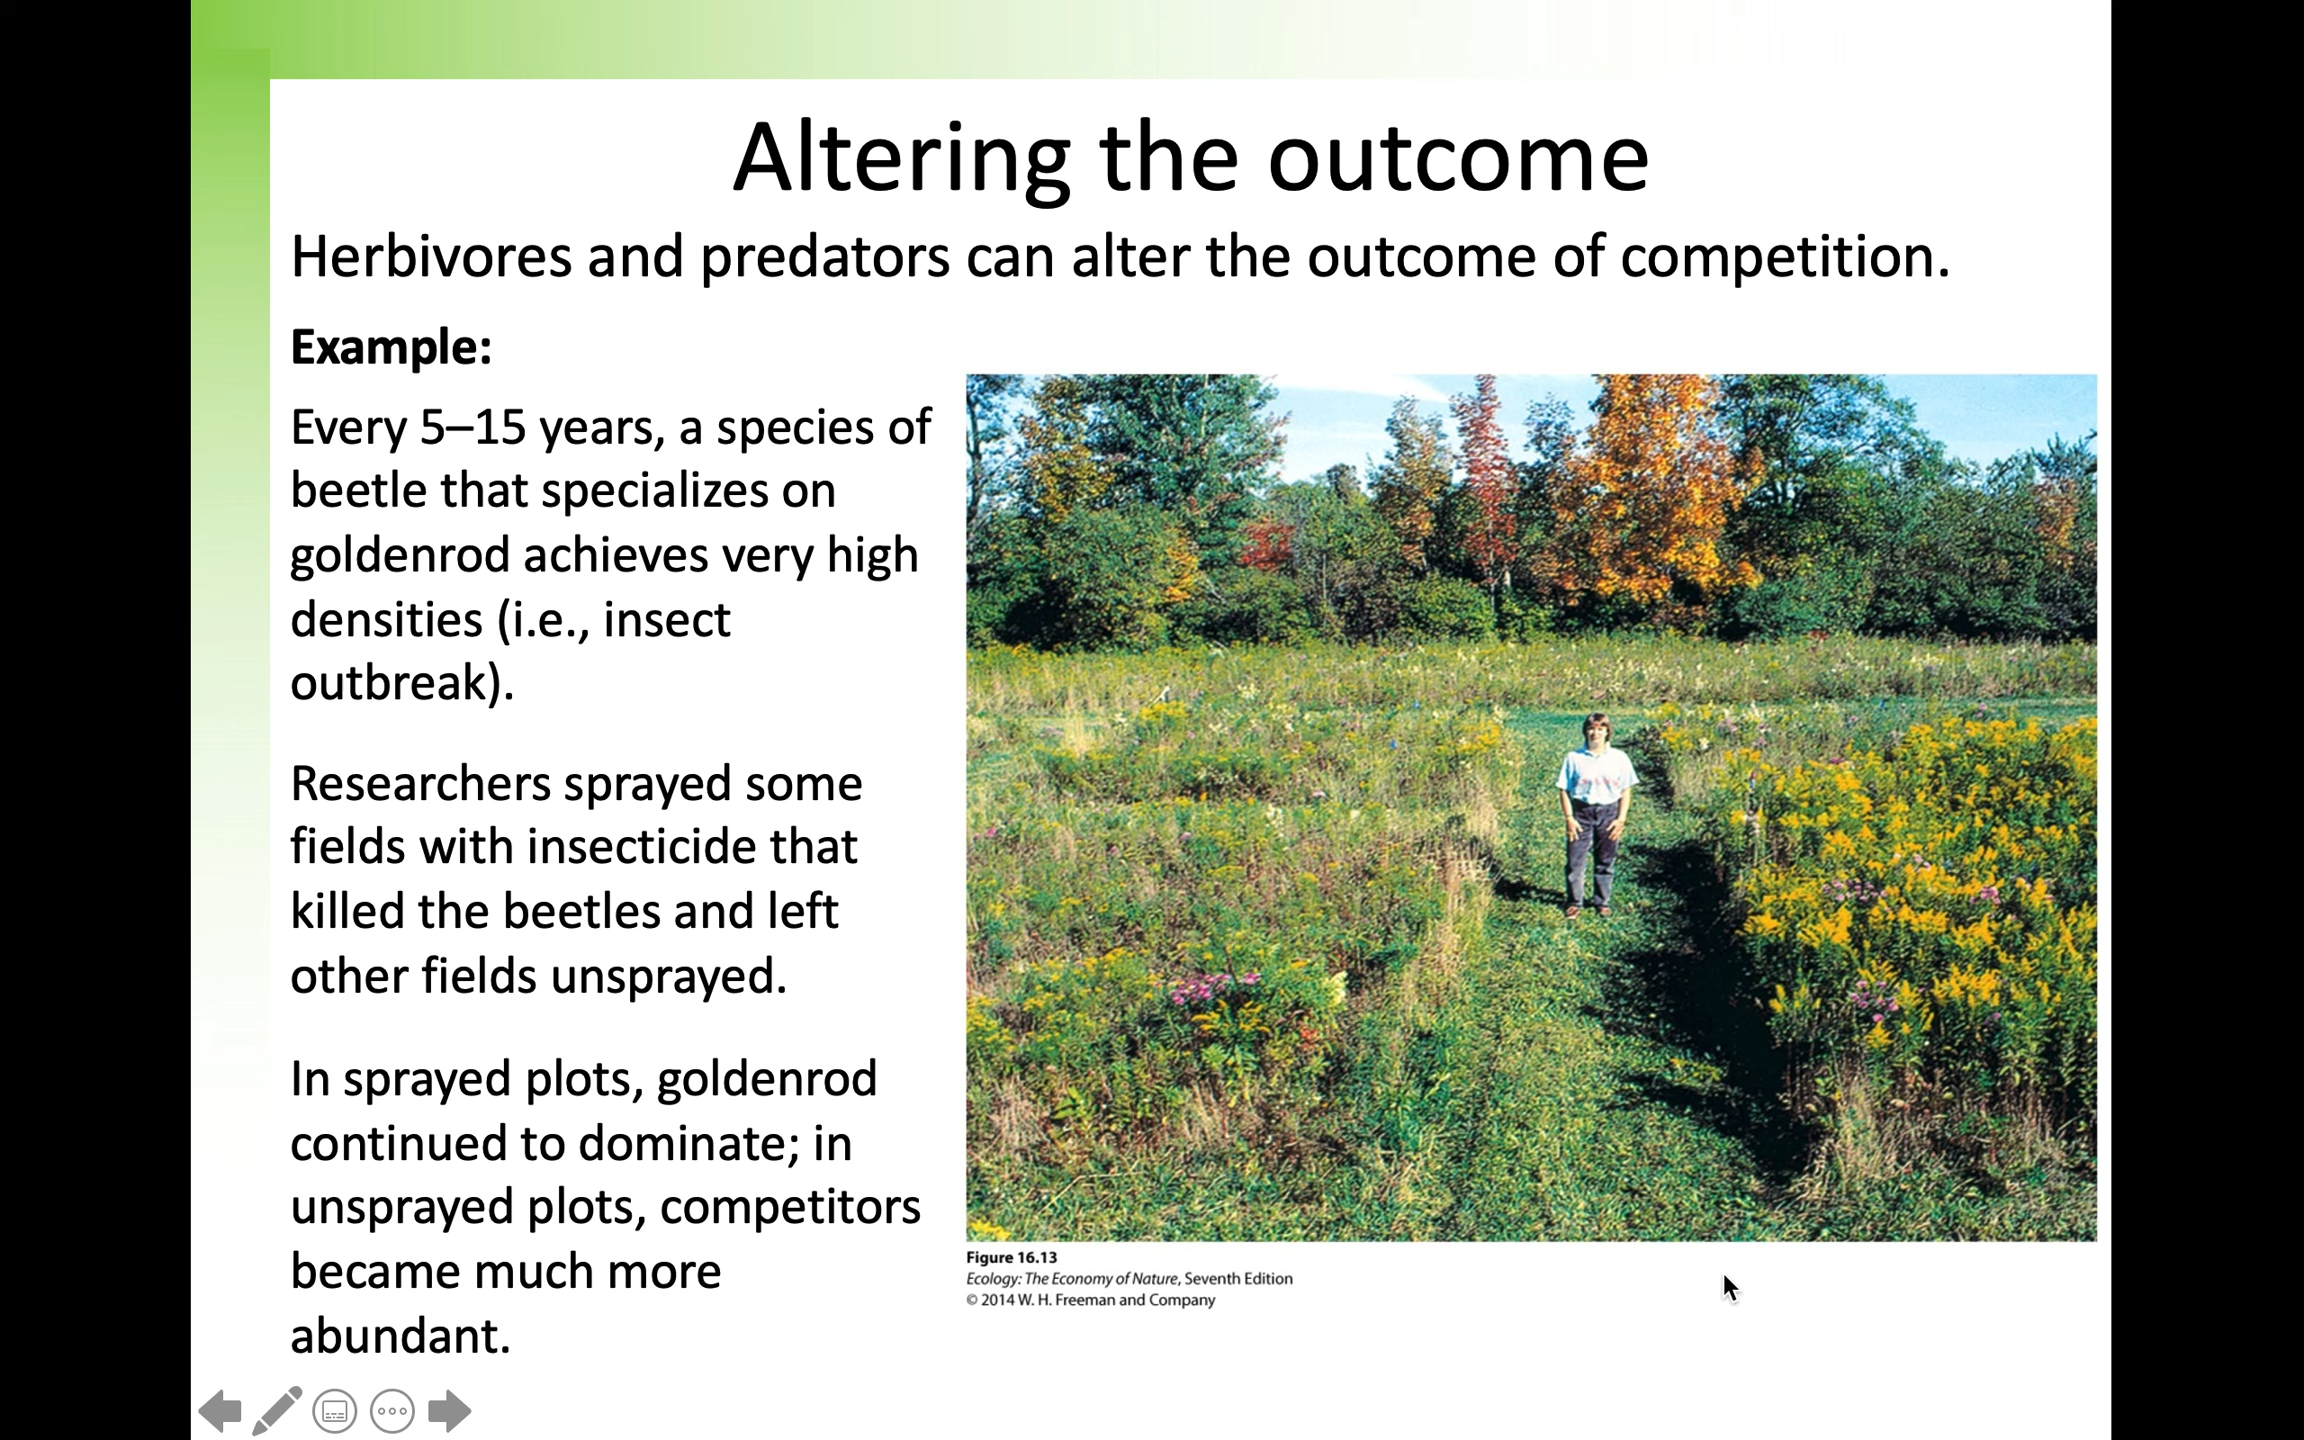 Altering the outcome
Herbivores and predators can alter the outcome of competition.
Example:
Every 5–15 years, a species of
beetle that specializes on
goldenrod achieves very high
densities (i.e., insect
outbreak).
Researchers sprayed some
fields with insecticide that
killed the beetles and left
other fields unsprayed.
In sprayed plots, goldenrod
continued to dominate; in
unsprayed plots, competitors
became much more
abundant.
Figure 16.13
Ecology: The Economy of Nature, Seventh Edition
© 2014 W. H. Freeman and Company